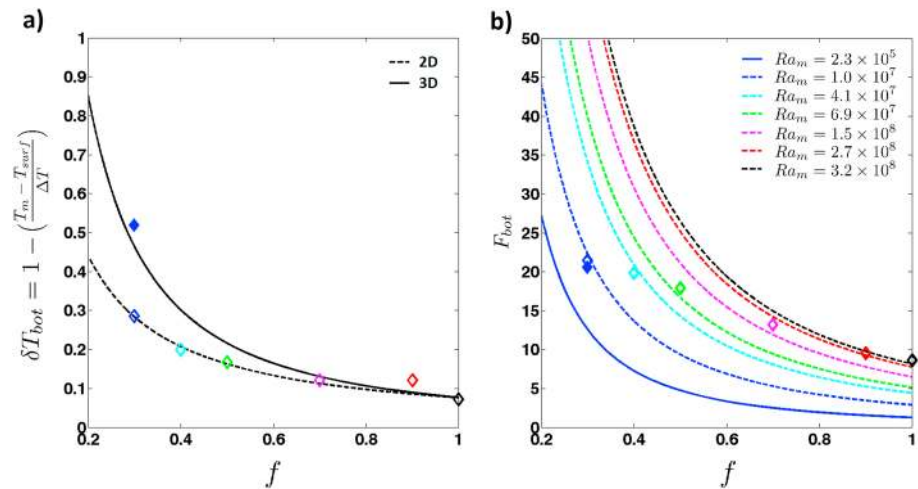 a)
1
0.9
0.8
0.7
0.6
0.5
0.4
0.3
0.2
0.1
0
0.2
0.4
0.6
0.8
1
δT_bot = 1 − (T_m − T_surf / ΔT)
f
2D
3D
b)
50
45
40
35
30
25
20
15
10
5
0
0.2
0.4
0.6
0.8
1
F_bot
f
Ra_m = 2.3 × 10^5
Ra_m = 1.0 × 10^7
Ra_m = 4.1 × 10^7
Ra_m = 6.9 × 10^7
Ra_m = 1.5 × 10^8
Ra_m = 2.7 × 10^8
Ra_m = 3.2 × 10^8